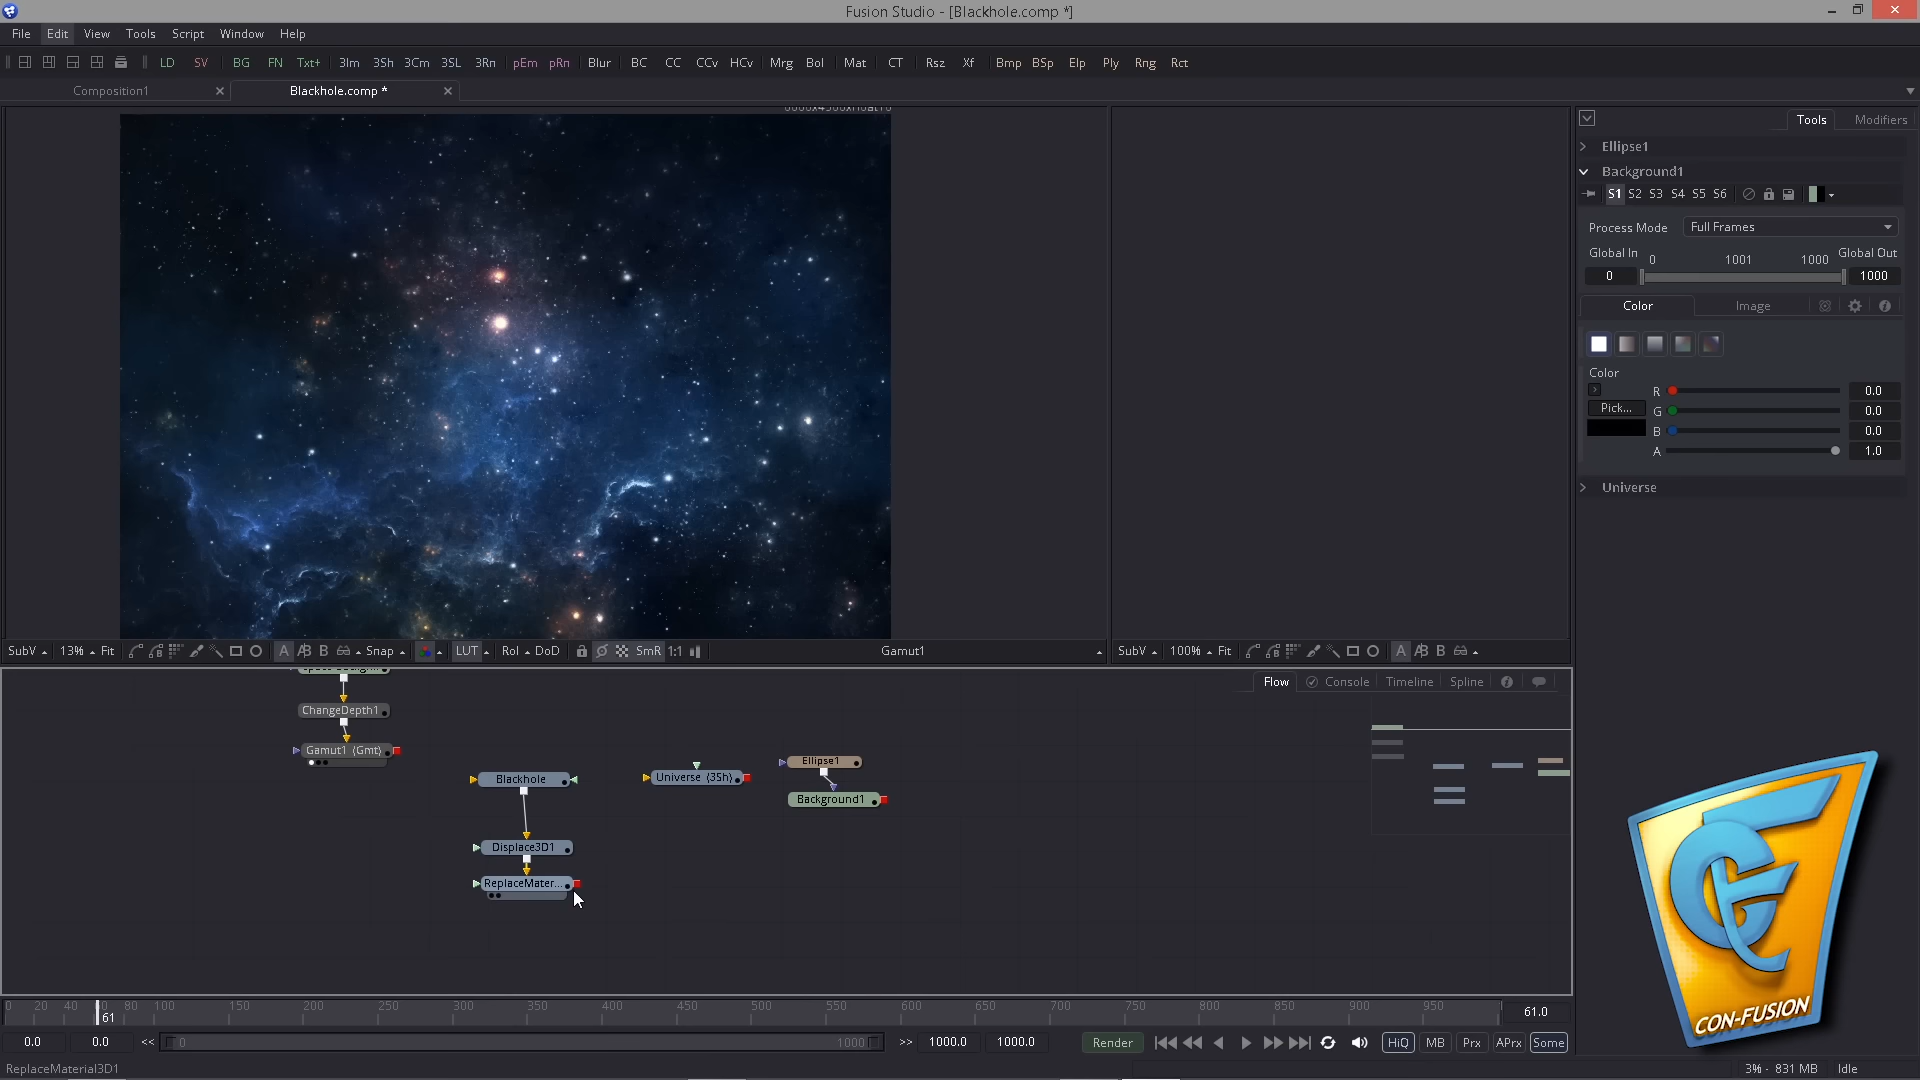 Fusion Studio - [Blackhole.comp *]
File Edit View Tools Script Window Help
LD SV BG FN Txt+ 3Im 3Sh 3Cm 3SL 3Rn pEm pRn Blur BC CC CCv HCv Mrg Bol Mat CT Rsz Xf Bmp BSp Elp Ply Rng Rct
Composition1
Blackhole.comp *
Tools Modifiers
Ellipse1
Background1
S1 S2 S3 S4 S5 S6
Process Mode Full Frames
Global In 0 1001 1000 Global Out
0 1000
Color Image
Color
R 0.0
Pick... G 0.0
B 0.0
A 1.0
Universe
SubV 13% Fit A B Snap LUT RoI DoD SmR 1:1 Gamut1
SubV 100% Fit A B
Flow Console Timeline Spline
ChangeDepth1
Gamut1 (Gmt)
Blackhole
Universe (3Sh)
Ellipse1
Background1
Displace3D1
ReplaceMater...
0 20 40 80 100 150 200 250 300 350 400 450 500 550 600 650 700 750 800 850 900 950
61 61.0
0.0 0.0 << 0 1000 >> 1000.0 1000.0 Render HiQ MB Prx APrx Some
ReplaceMaterial3D1 3% - 831 MB Idle
CON-FUSION